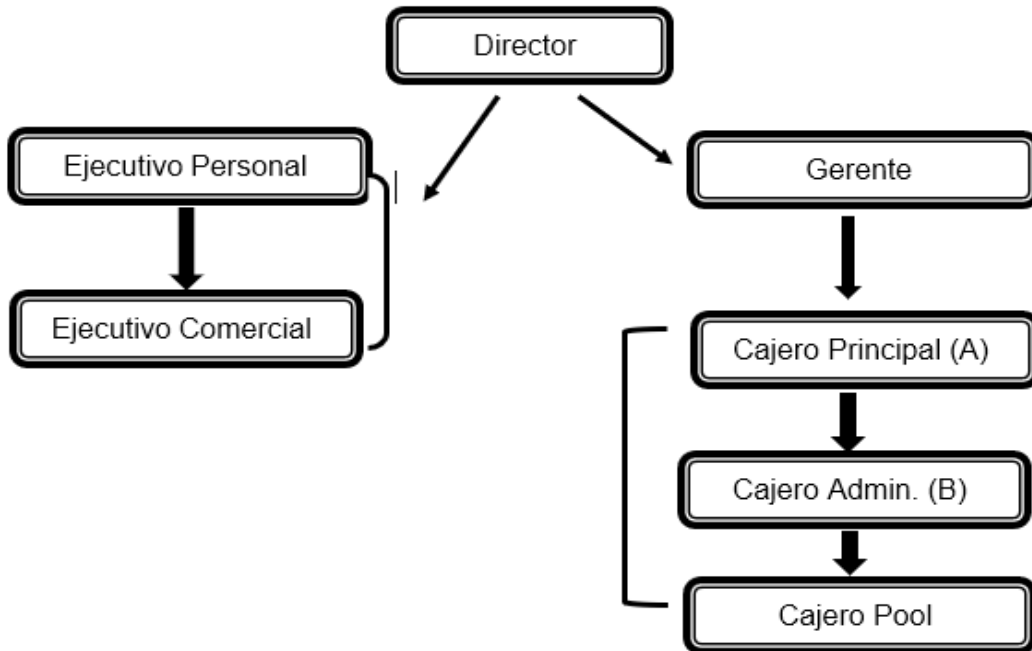 Director
Ejecutivo Personal
Gerente
Ejecutivo Comercial
Cajero Principal (A)
Cajero Admin. (B)
Cajero Pool